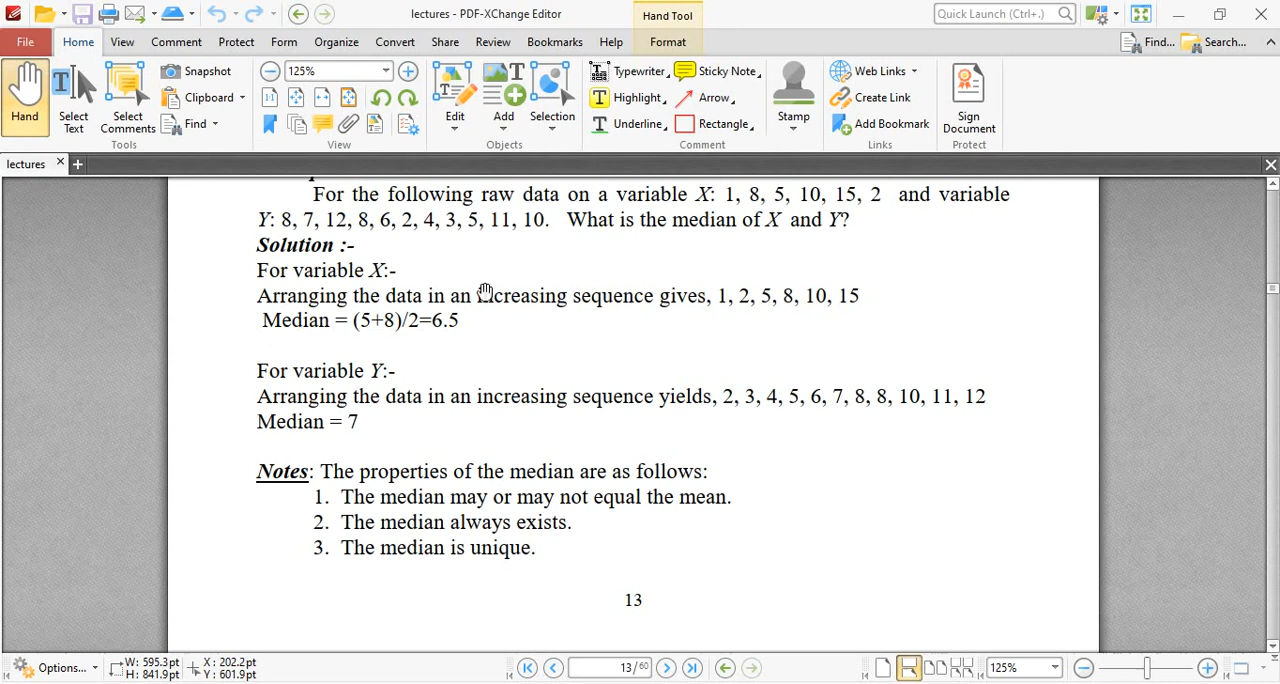 lectures - PDF-XChange Editor
Hand Tool
Quick Launch (Ctrl+.)
File Home View Comment Protect Form Organize Convert Share Review Bookmarks Help Format Find... Search...
Hand
Select Text
Select Comments
Snapshot
Clipboard
Find
Tools
125%
View
Edit
Add
Selection
Objects
Typewriter
Highlight
Underline
Sticky Note
Arrow
Rectangle
Stamp
Comment
Web Links
Create Link
Add Bookmark
Links
Sign Document
Protect
lectures
For the following raw data on a variable X: 1, 8, 5, 10, 15, 2 and variable
Y: 8, 7, 12, 8, 6, 2, 4, 3, 5, 11, 10. What is the median of X and Y?
Solution :-
For variable X:-
Arranging the data in an increasing sequence gives, 1, 2, 5, 8, 10, 15
Median = (5+8)/2=6.5
For variable Y:-
Arranging the data in an increasing sequence yields, 2, 3, 4, 5, 6, 7, 8, 8, 10, 11, 12
Median = 7
Notes: The properties of the median are as follows:
1. The median may or may not equal the mean.
2. The median always exists.
3. The median is unique.
13
Options...
W: 595.3pt
H: 841.9pt
X : 202.2pt
Y : 601.9pt
13/60
125%